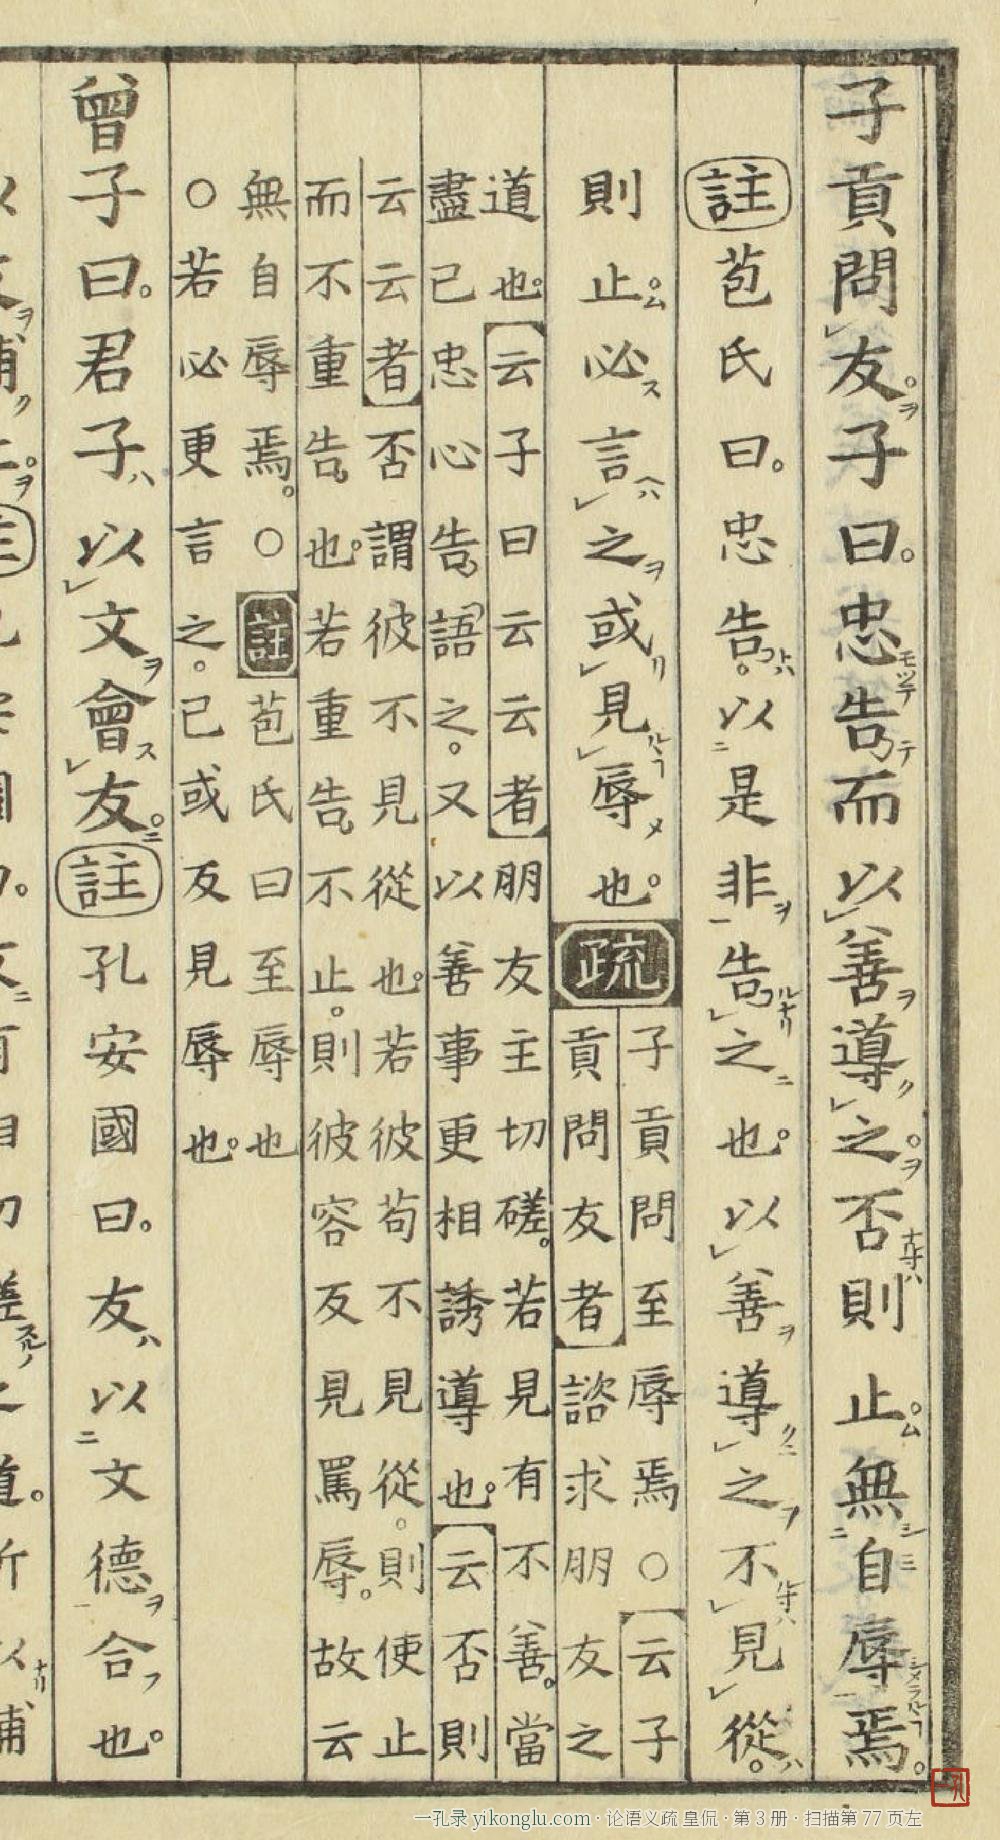 子貢問友子曰忠告而以善導之否則止無自辱焉
註苞氏曰忠告以是非告之也以善導之不見從
則止必言之或見辱也疏
子貢問至辱焉○云子
貢問友者諮求朋友之
道也云子曰云云者朋友主切磋若見有不善當
盡己忠心告語之又以善事更相誘導也云否則
云云者否謂彼不見從也若彼苟不見從則使止
而不重告也若重告不止則彼容反見罵辱故云
無自辱焉○註苞氏曰至辱也
○若必更言之己或反見辱也
曾子曰君子以文會友註孔安國曰友以文德合也
一孔录 yikonglu.com · 论语义疏 皇侃 · 第 3 册 · 扫描第 77 页左